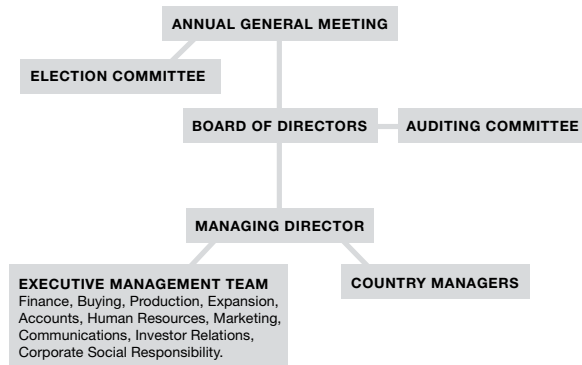 ANNUAL GENERAL MEETING
ELECTION COMMITTEE
BOARD OF DIRECTORS
AUDITING COMMITTEE
MANAGING DIRECTOR
EXECUTIVE MANAGEMENT TEAM
Finance, Buying, Production, Expansion,
Accounts, Human Resources, Marketing,
Communications, Investor Relations,
Corporate Social Responsibility.
COUNTRY MANAGERS